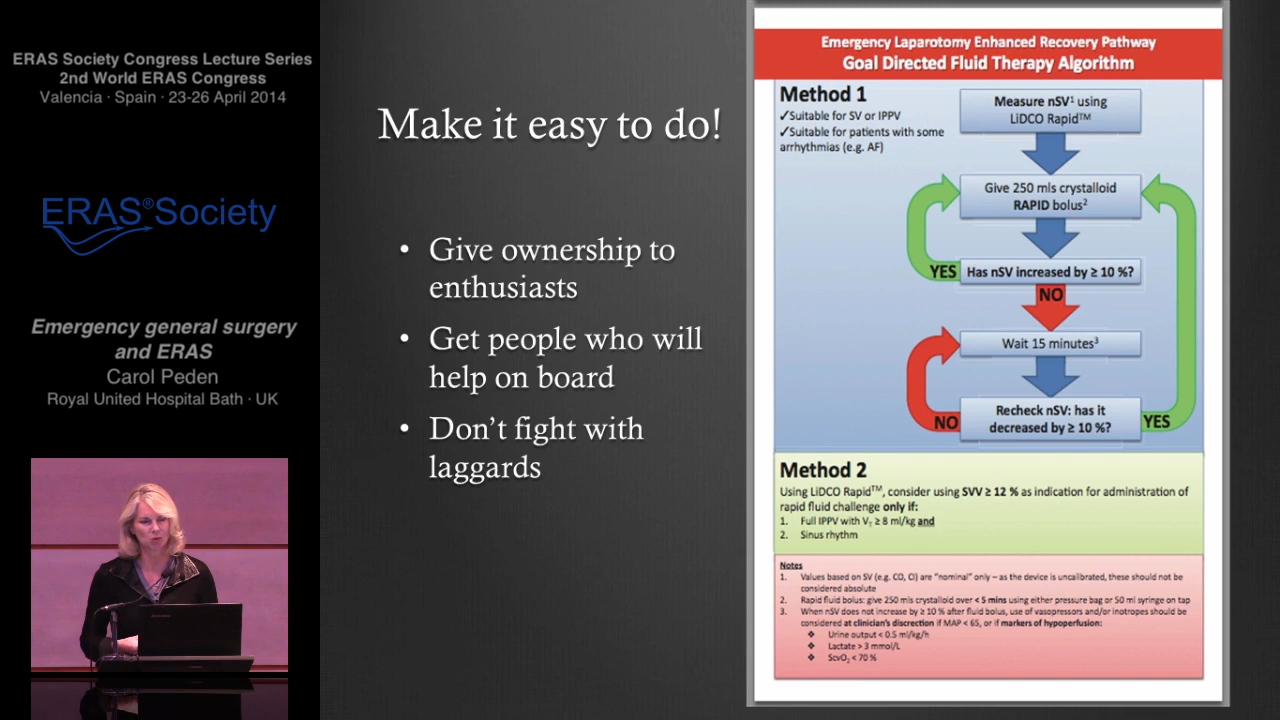 ERAS Society Congress Lecture Series
2nd World ERAS Congress
Valencia · Spain · 23-26 April 2014
ERAS®Society
Emergency general surgery
and ERAS
Carol Peden
Royal United Hospital Bath · UK
Make it easy to do!
• Give ownership to
enthusiasts
• Get people who will
help on board
• Don’t fight with
laggards
Emergency Laparotomy Enhanced Recovery Pathway
Goal Directed Fluid Therapy Algorithm
Method 1
✓Suitable for SV or IPPV
✓Suitable for patients with some
arrhythmias (e.g. AF)
Measure nSV¹ using
LiDCO Rapid™
Give 250 mls crystalloid
RAPID bolus²
YES
Has nSV increased by ≥ 10 %?
NO
Wait 15 minutes³
Recheck nSV: has it
decreased by ≥ 10 %?
NO
YES
Method 2
Using LiDCO Rapid™, consider using SVV ≥ 12 % as indication for administration of
rapid fluid challenge only if:
1. Full IPPV with VT ≥ 8 ml/kg and
2. Sinus rhythm
Notes
1. Values based on SV (e.g. CO, CI) are “nominal” only – as the device is uncalibrated, these should not be
considered absolute
2. Rapid fluid bolus: give 250 mls crystalloid over < 5 mins using either pressure bag or 50 ml syringe on tap
3. When nSV does not increase by ≥ 10 % after fluid bolus, use of vasopressors and/or inotropes should be
considered at clinician’s discrection if MAP < 65, or if markers of hypoperfusion:
❖ Urine output < 0.5 ml/kg/h
❖ Lactate > 3 mmol/L
❖ ScvO₂ < 70 %